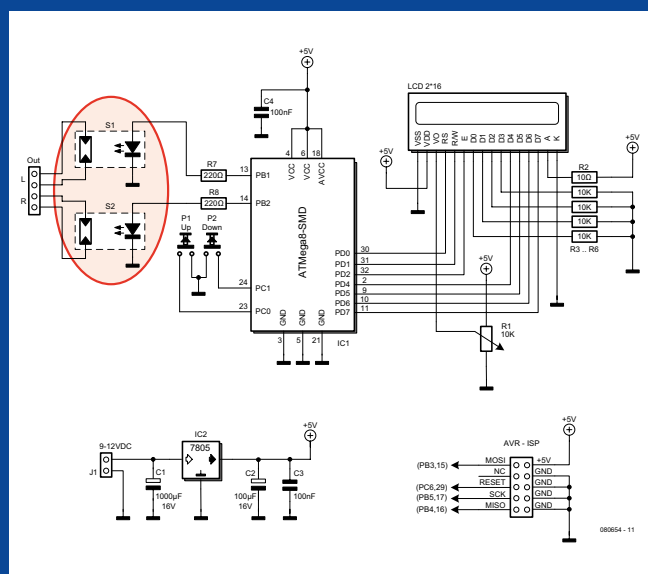 +5V
C4
100nF
S1
Out
L
R
S2
R7
220Ω
R8
220Ω
P1
Up
P2
Down
13
14
24
23
4
6
18
VCC
VCC
AVCC
PB1
PB2
PC1
PC0
ATMega8-SMD
PD0
PD1
PD2
PD4
PD5
PD6
PD7
30
31
32
2
9
10
11
GND
GND
GND
3
5
21
IC1
LCD 2*16
VSS
VDD
VO
RS
R/W
E
D0
D1
D2
D3
D4
D5
D6
D7
A
K
+5V
+5V
R2
10Ω
10K
10K
10K
10K
R3 .. R6
+5V
R1
10K
9-12VDC
J1
IC2
7805
+5V
C1
1000µF
16V
C2
100µF
16V
C3
100nF
AVR - ISP
+5V
(PB3,15)
MOSI
+5V
NC
GND
(PC6,29)
RESET
GND
(PB5,17)
SCK
GND
(PB4,16)
MISO
GND
080654 - 11